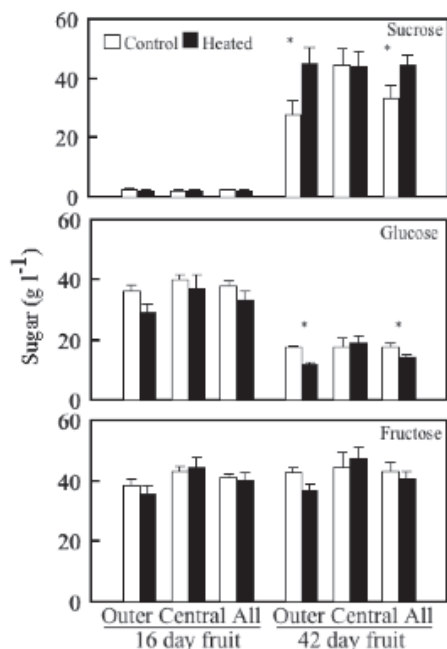 60
Control Heated
*
Sucrose
*
40
20
0
60
Glucose
40
*
*
20
0
60
Fructose
40
20
0
Sugar (g l-1)
Outer Central All Outer Central All
16 day fruit 42 day fruit